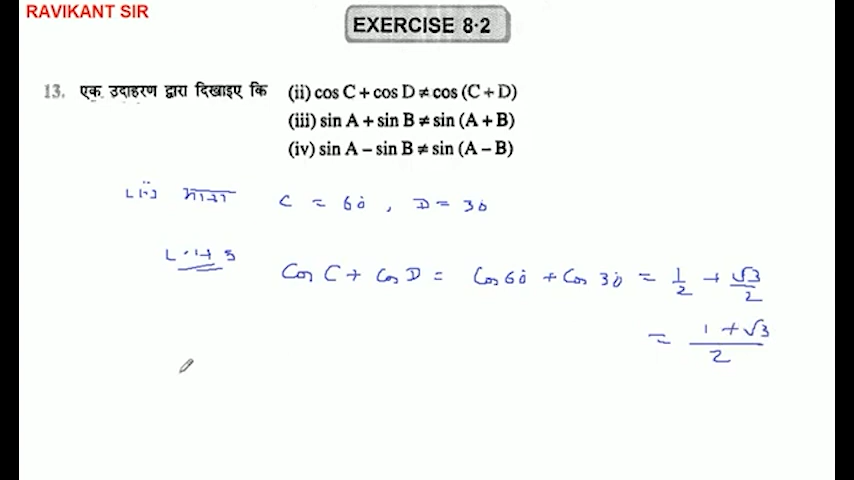 RAVIKANT SIR
EXERCISE 8·2
13. एक उदाहरण द्वारा दिखाइए कि (ii) cos C + cos D ≠ cos (C + D)
(iii) sin A + sin B ≠ sin (A + B)
(iv) sin A – sin B ≠ sin (A – B)
(ii) माना C = 60°, D = 30°
L.H.S Cos C + Cos D = Cos 60° + Cos 30° = 1/2 + √3/2
= (1 + √3)/2